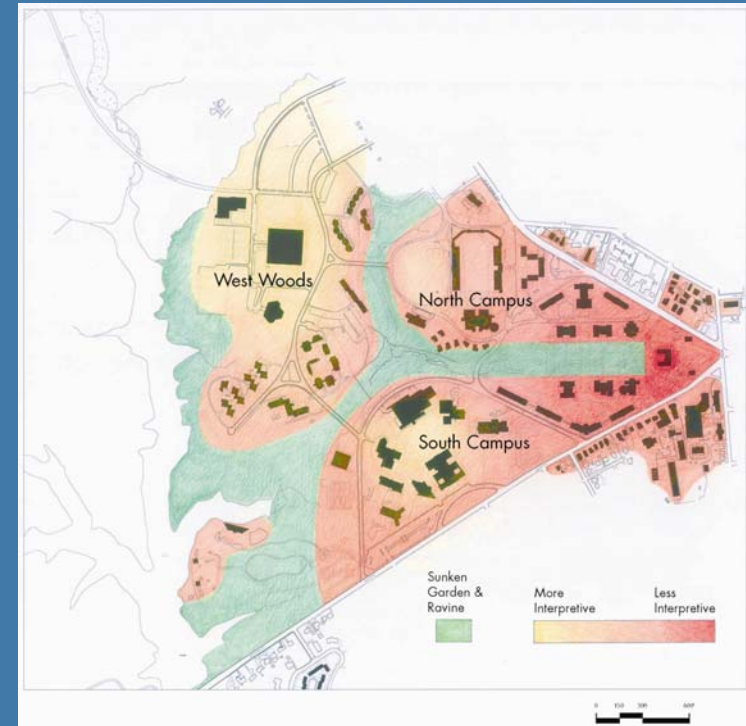 West Woods
North Campus
South Campus
Sunken
Garden &
Ravine
More
Interpretive
Less
Interpretive